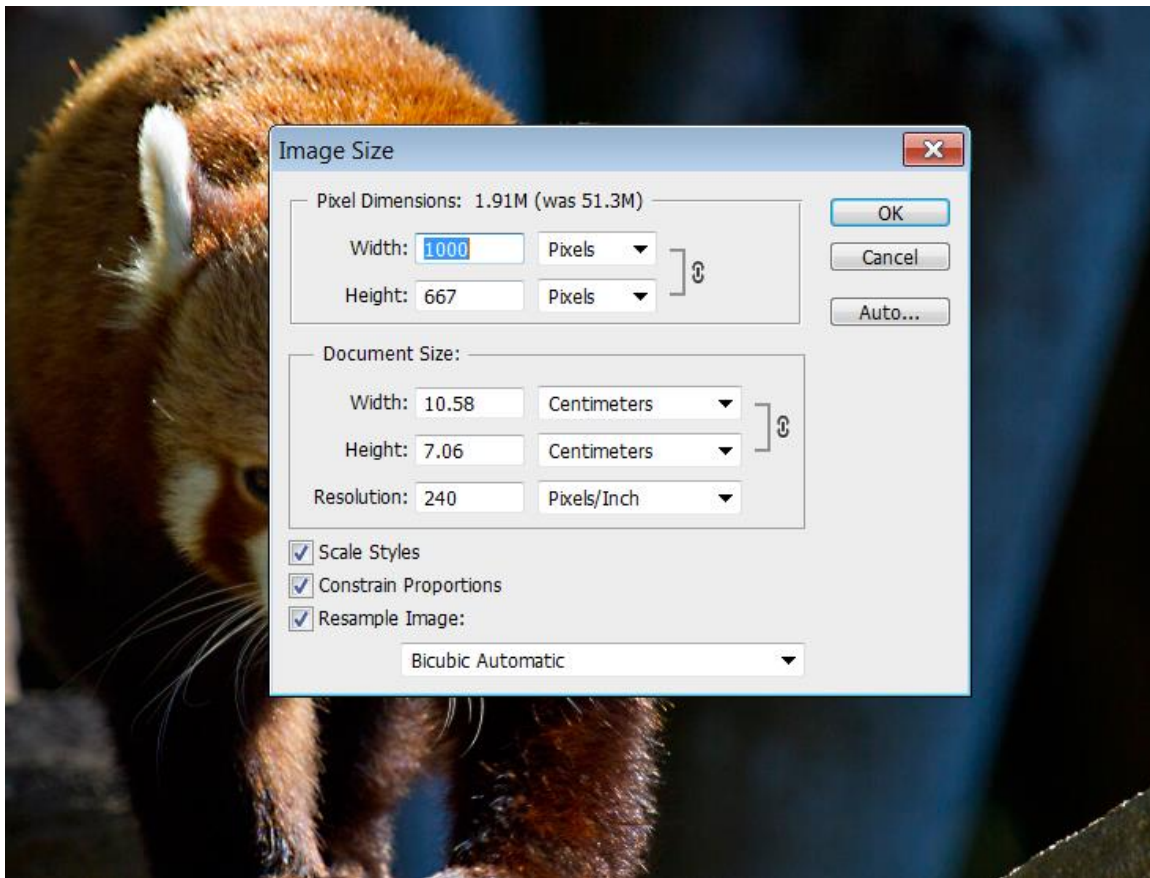 Image Size
Pixel Dimensions: 1.91M (was 51.3M)
Width: 1000 Pixels
Height: 667 Pixels
OK
Cancel
Auto...
Document Size:
Width: 10.58 Centimeters
Height: 7.06 Centimeters
Resolution: 240 Pixels/Inch
Scale Styles
Constrain Proportions
Resample Image:
Bicubic Automatic